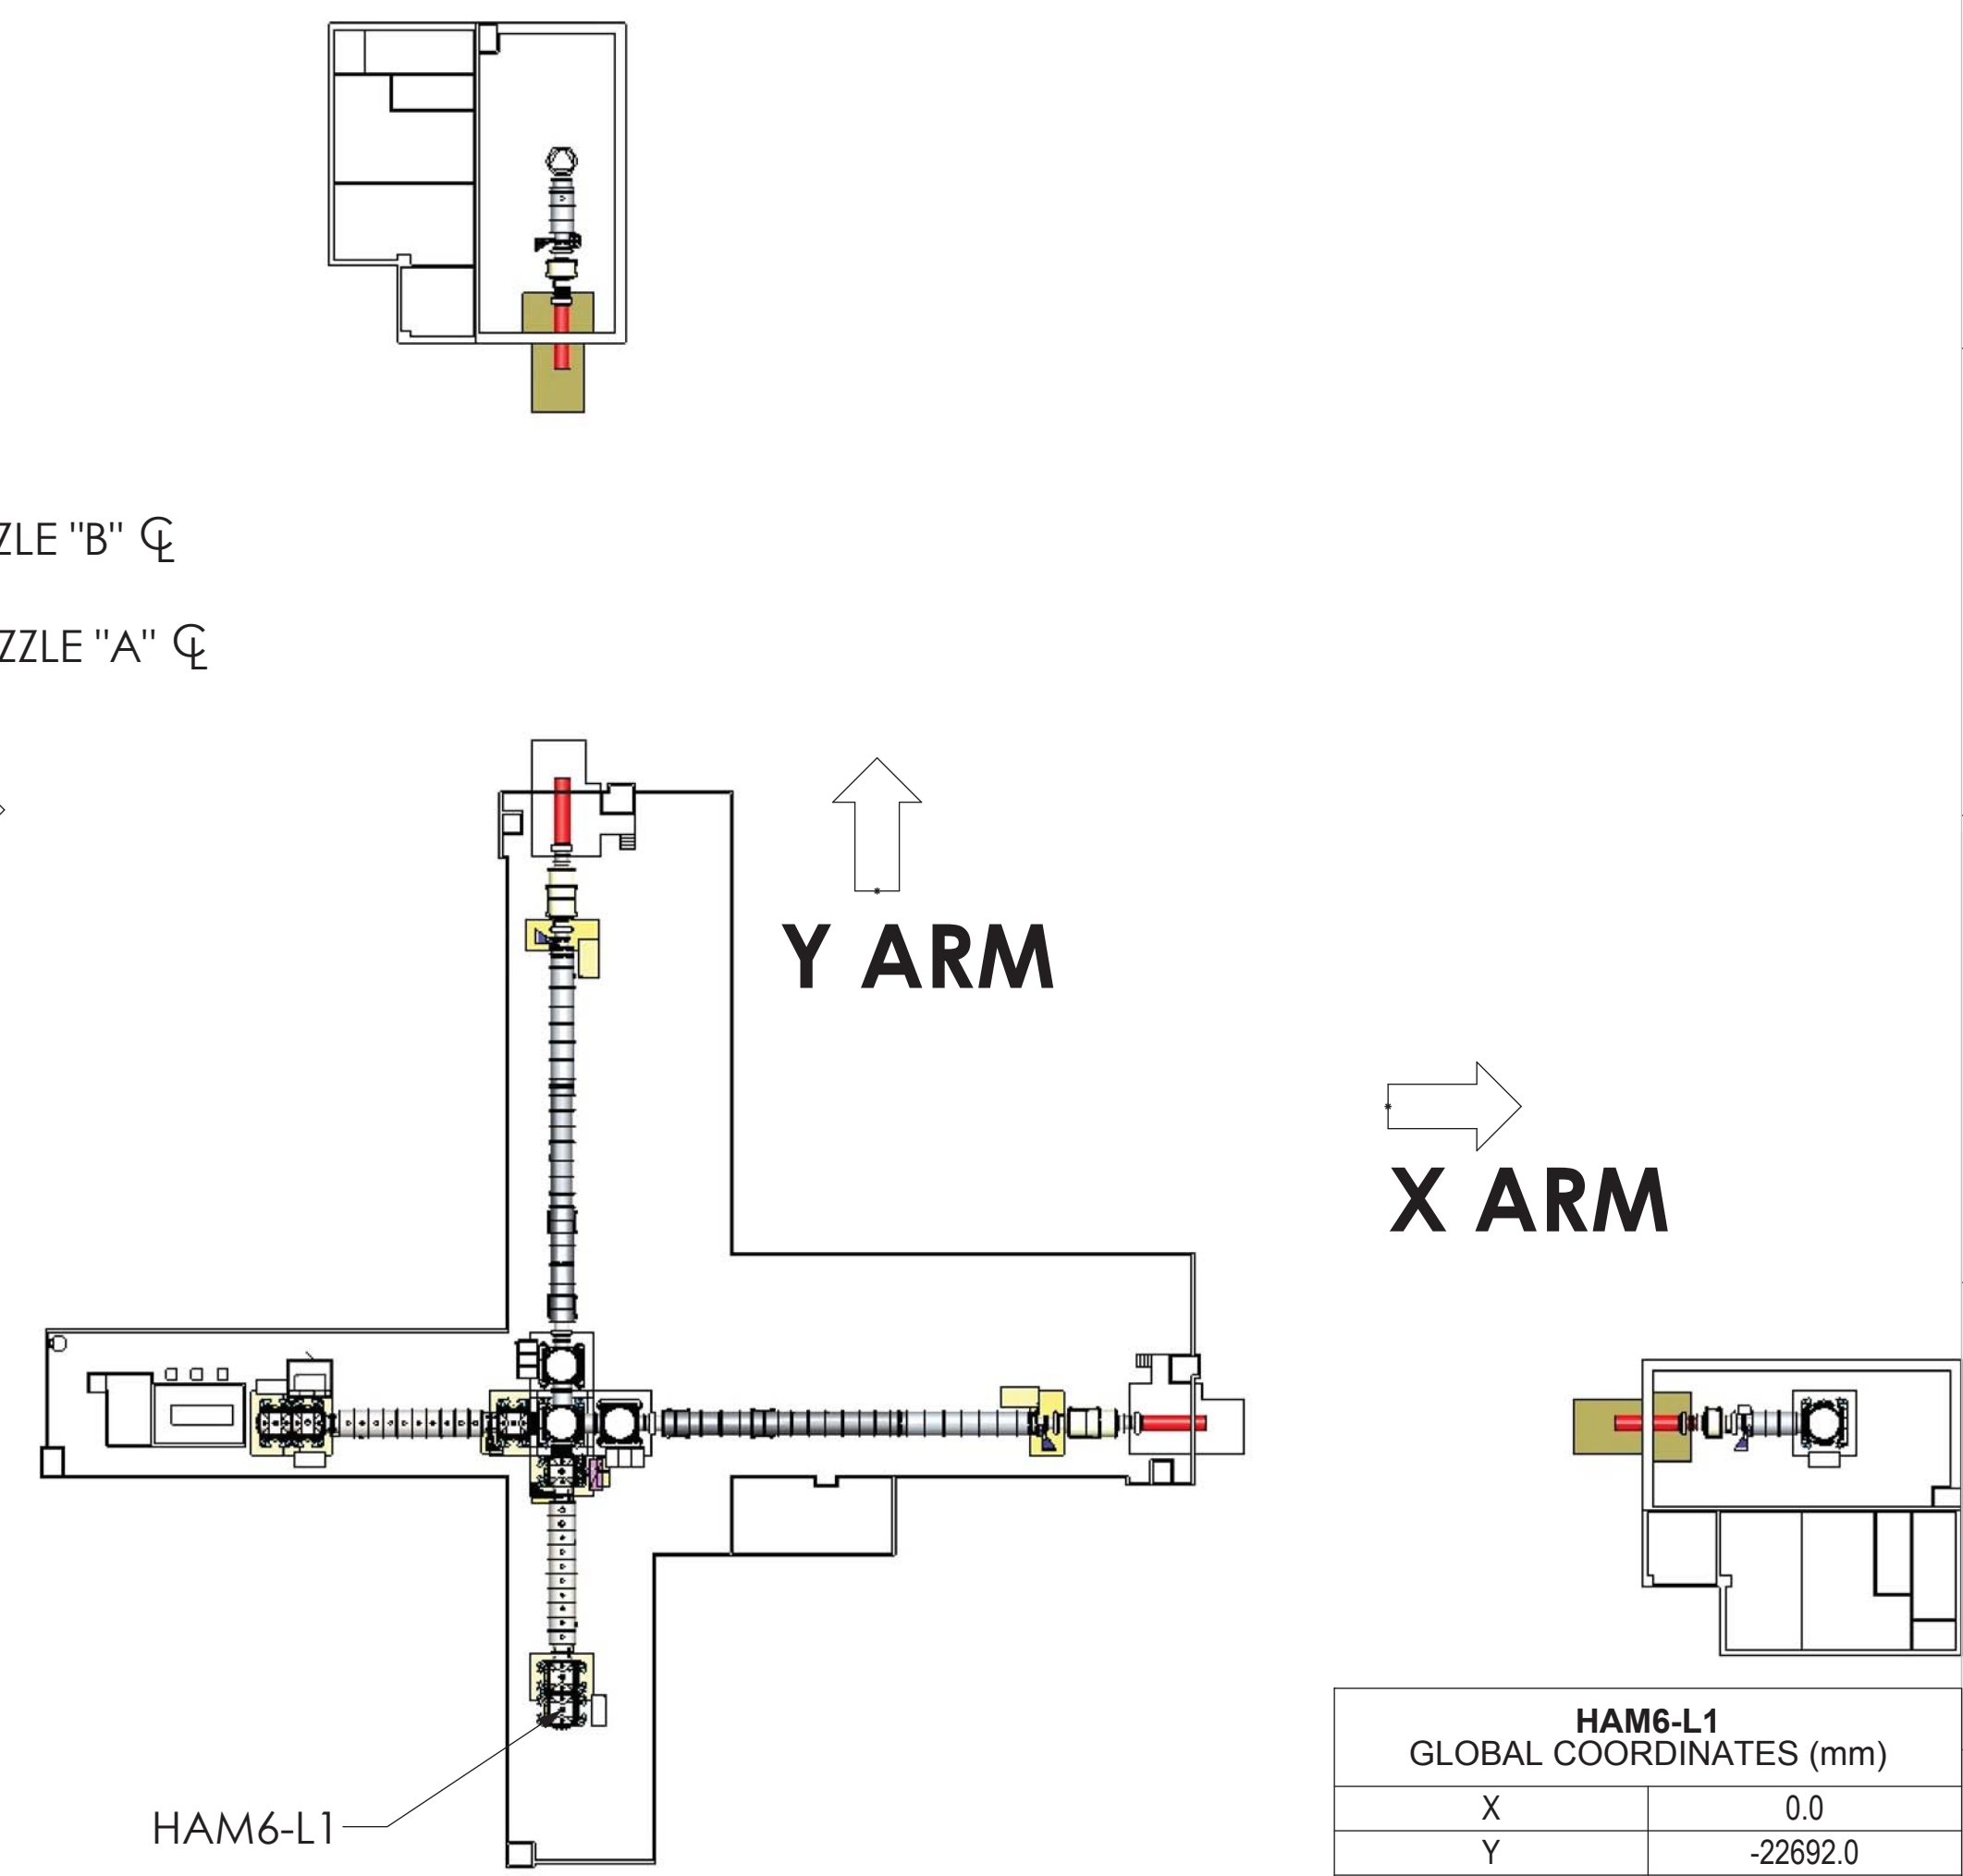 ZLE "B" ℄
ZZLE "A" ℄
Y ARM
X ARM
HAM6-L1
HAM6-L1
GLOBAL COORDINATES (mm)
X 0.0
Y -22692.0